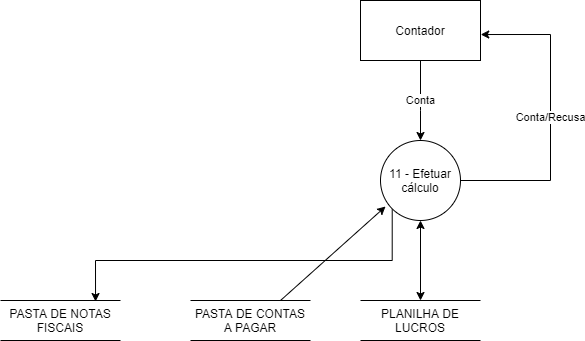 Contador
Conta
Conta/Recusa
11 - Efetuar
cálculo
PASTA DE NOTAS
FISCAIS
PASTA DE CONTAS
A PAGAR
PLANILHA DE
LUCROS